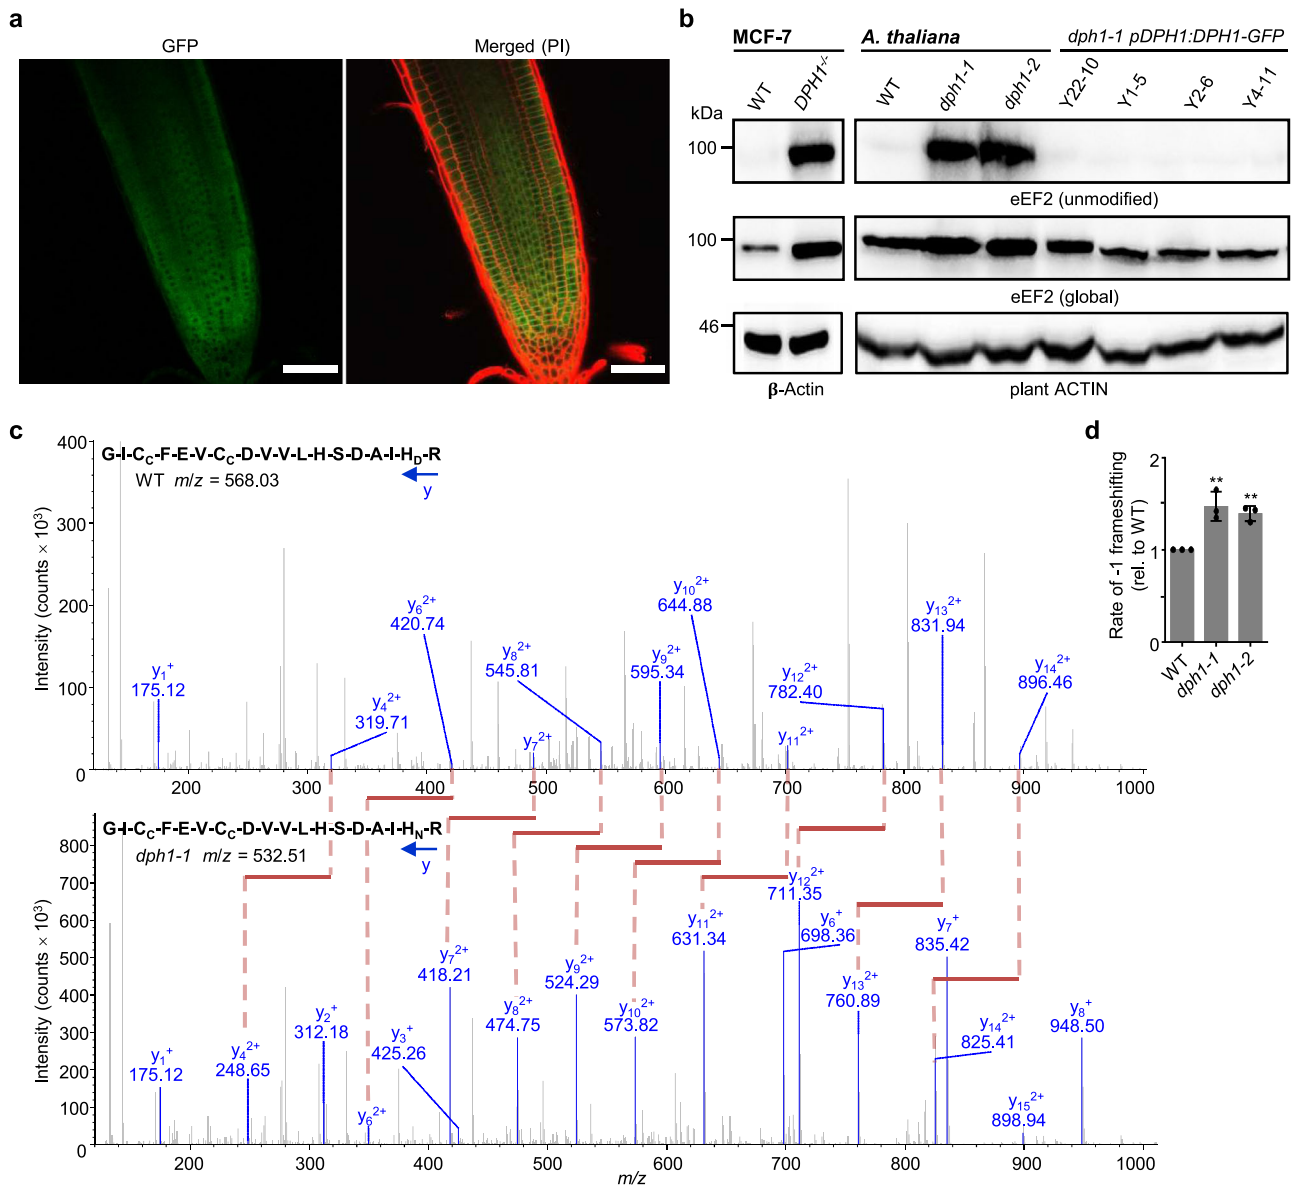 a
GFP
Merged (PI)
b
MCF-7
A. thaliana
dph1-1 pDPH1:DPH1-GFP
WT
DPH1-/-
WT
dph1-1
dph1-2
Y22-10
Y1-5
Y2-6
Y4-11
kDa
100
eEF2 (unmodified)
100
eEF2 (global)
46
β-Actin
plant ACTIN
c
G-I-CC-F-E-V-CC-D-V-V-L-H-S-D-A-I-HD-R
WT m/z = 568.03
y
Intensity (counts × 10³)
400
300
200
100
0
y1+
175.12
y42+
319.71
y62+
420.74
y72+
y82+
545.81
y92+
595.34
y102+
644.88
y112+
y122+
782.40
y132+
831.94
y142+
896.46
200
300
400
500
600
700
800
900
1000
G-I-CC-F-E-V-CC-D-V-V-L-H-S-D-A-I-HN-R
dph1-1 m/z = 532.51
y
Intensity (counts × 10³)
800
700
600
500
400
300
200
100
0
y1+
175.12
y42+
248.65
y2+
312.18
y62+
y3+
425.26
y72+
418.21
y82+
474.75
y92+
524.29
y102+
573.82
y112+
631.34
y122+
711.35
y6+
698.36
y132+
760.89
y7+
835.42
y142+
825.41
y152+
898.94
y8+
948.50
200
300
400
500
600
700
800
900
1000
m/z
d
Rate of -1 frameshifting
(rel. to WT)
2
1
0
**
**
WT
dph1-1
dph1-2